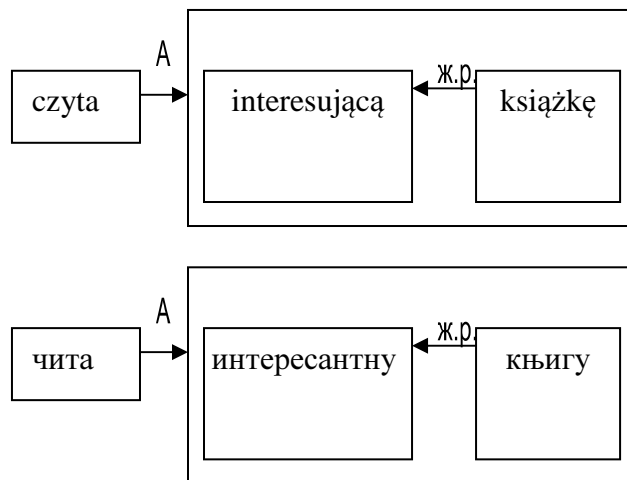 А
czyta interesującą ж.р. książkę
А
чита интересантну ж.р. књигу